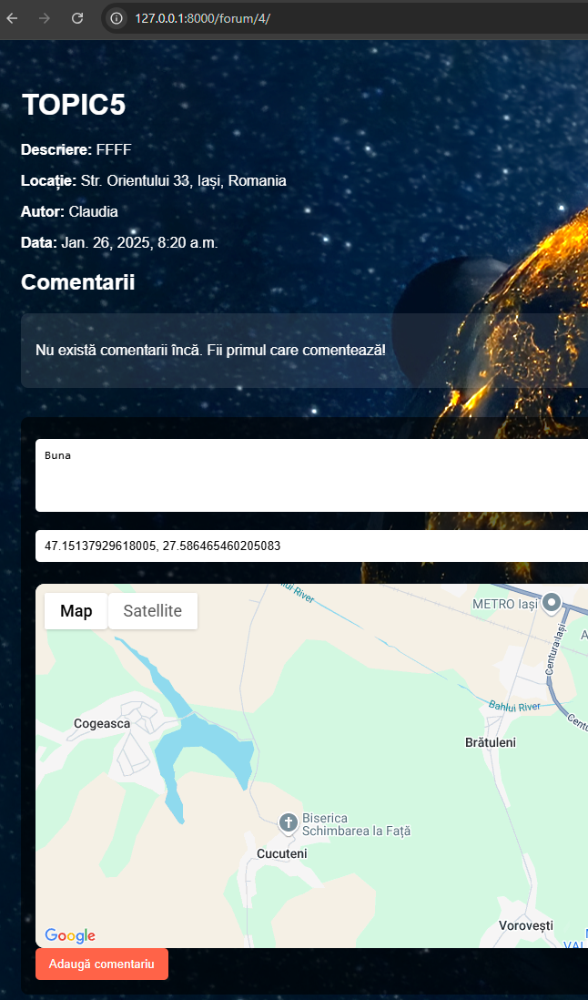 127.0.0.1:8000/forum/4/
TOPIC5
Descriere: FFFF
Locație: Str. Orientului 33, Iași, Romania
Autor: Claudia
Data: Jan. 26, 2025, 8:20 a.m.
Comentarii
Nu există comentarii încă. Fii primul care comentează!
Buna
47.15137929618005, 27.586465460205083
Map Satellite
Bahlui River
METRO Iași
Centura Iași
Bahlui River
Cogeasca
Brătuleni
Biserica
Schimbarea la Față
Cucuteni
Vorovești
Google
Adaugă comentariu